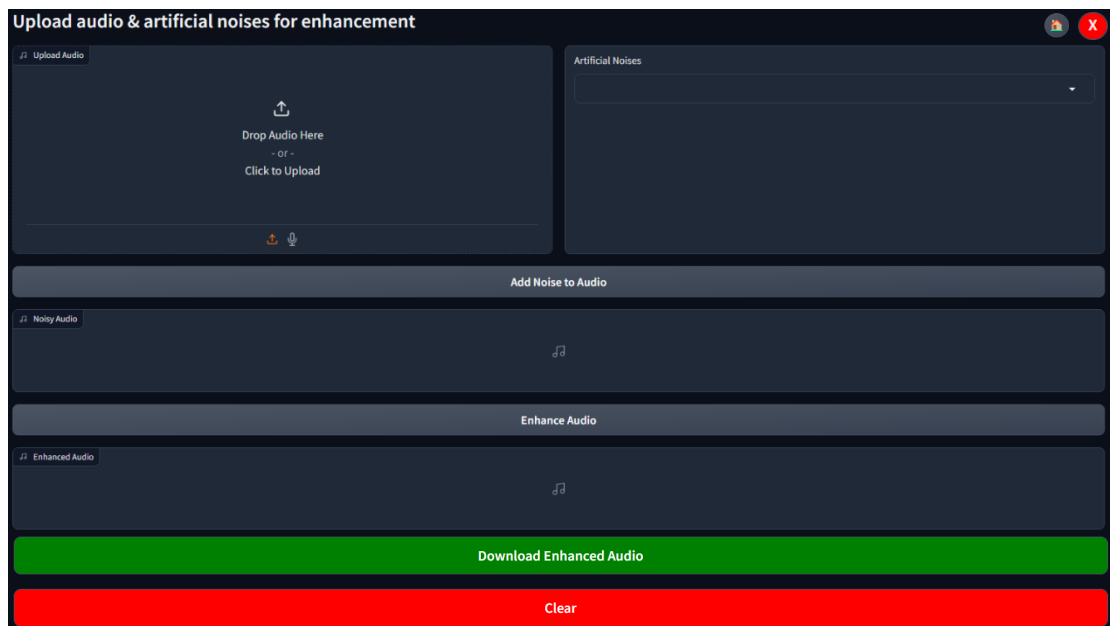 Upload audio & artificial noises for enhancement
X
Upload Audio
Drop Audio Here
- or -
Click to Upload
Artificial Noises
Add Noise to Audio
Noisy Audio
Enhance Audio
Enhanced Audio
Download Enhanced Audio
Clear